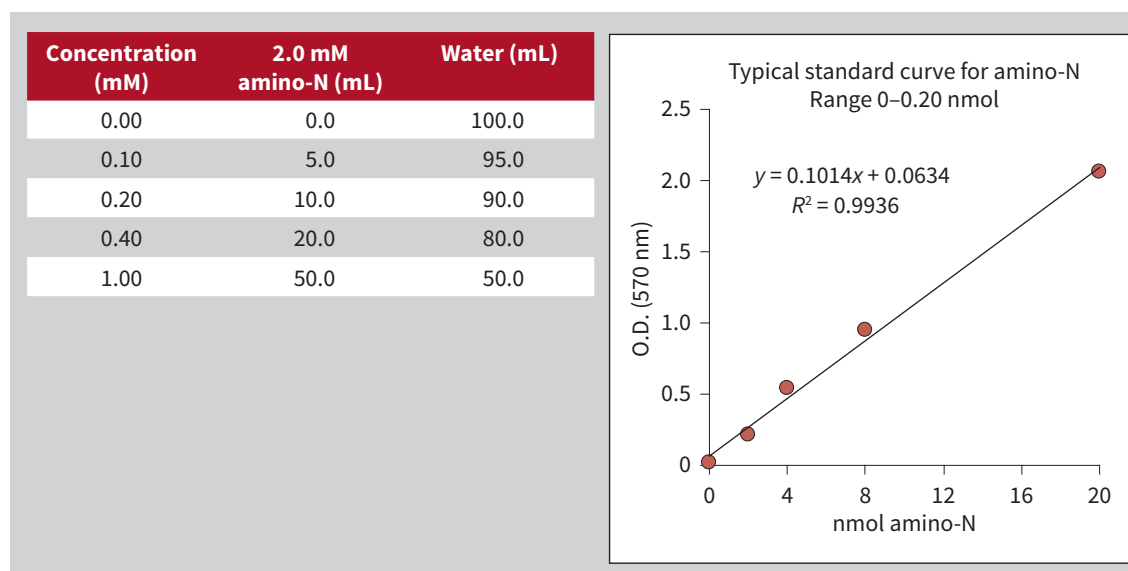 Concentration (mM) 2.0 mM amino-N (mL) Water (mL)
0.00 0.0 100.0
0.10 5.0 95.0
0.20 10.0 90.0
0.40 20.0 80.0
1.00 50.0 50.0
Typical standard curve for amino-N
Range 0–0.20 nmol
y = 0.1014x + 0.0634
R² = 0.9936
O.D. (570 nm)
2.5
2.0
1.5
1.0
0.5
0
0 4 8 12 16 20
nmol amino-N